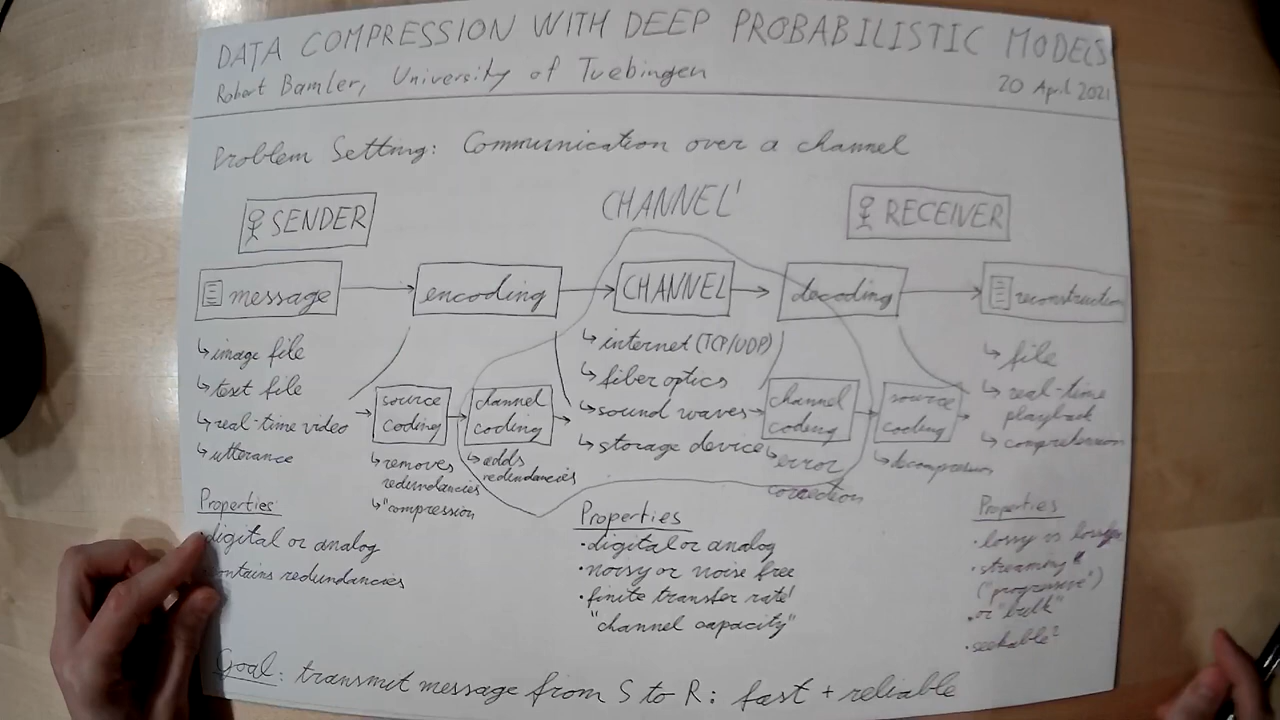 DATA COMPRESSION WITH DEEP PROBABILISTIC MODELS
Robert Bamler, University of Tuebingen
20 April 2021
Problem Setting: Communication over a channel
SENDER
CHANNEL'
RECEIVER
message
encoding
CHANNEL
decoding
reconstruction
↳ image file
↳ text file
↳ real-time video
↳ utterance
source
coding
channel
coding
↳ removes
redundancies
↳ "compression
↳ adds
redundancies
↳ internet (TCP/UDP)
↳ fiber optics
↳ sound waves
↳ storage device
channel
coding
source
coding
↳ error
correction
↳ decompression
↳ file
↳ real-time
playback
↳ comprehension
Properties
• digital or analog
contains redundancies
Properties
• digital or analog
• noisy or noise free
• finite transfer rate
"channel capacity"
Properties
• lossy vs lossless
• streaming"
("progressive")
• or "bulk"
• seekable?
Goal: transmit message from S to R: fast + reliable